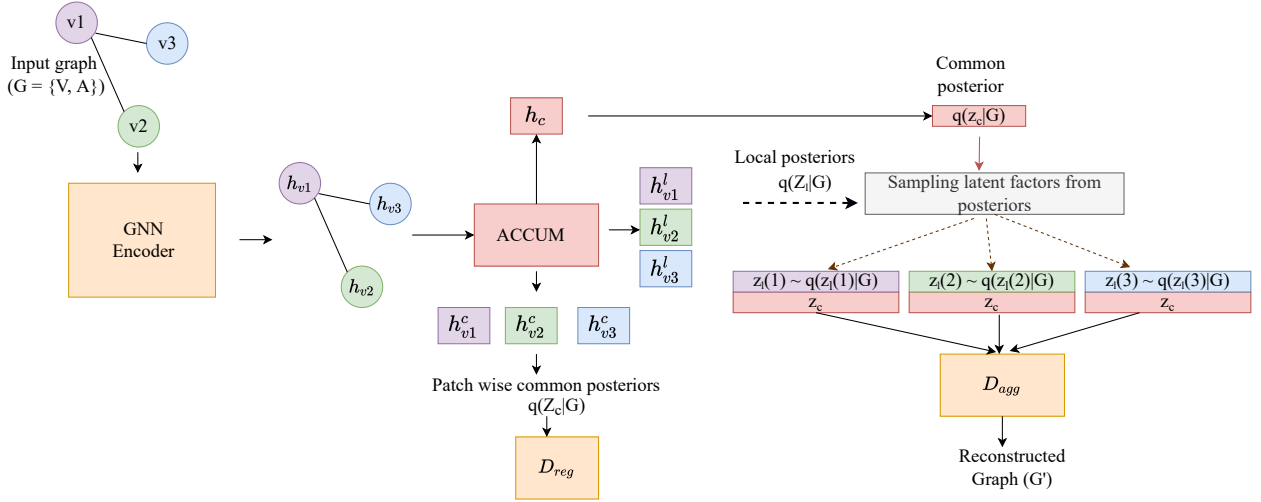 v1
v3
Input graph
(G = {V, A})
v2
GNN
Encoder
h_{v1}
h_{v3}
h_{v2}
h_c
ACCUM
h^l_{v1}
h^l_{v2}
h^l_{v3}
h^c_{v1}
h^c_{v2}
h^c_{v3}
Patch wise common posteriors
q(Z_c|G)
D_{reg}
Common
posterior
q(z_c|G)
Local posteriors
q(Z_l|G)
Sampling latent factors from
posteriors
z_l(1) ~ q(z_l(1)|G)
z_c
z_l(2) ~ q(z_l(2)|G)
z_c
z_l(3) ~ q(z_l(3)|G)
z_c
D_{agg}
Reconstructed
Graph (G')